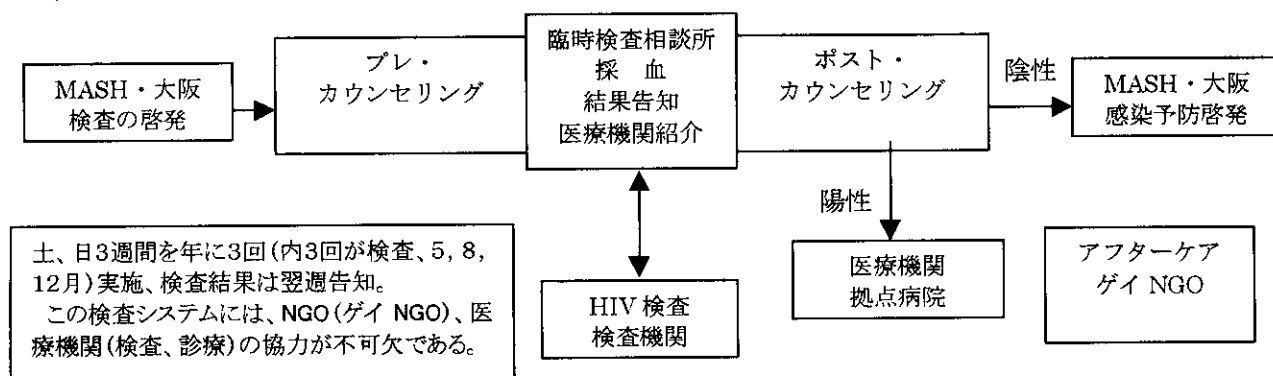 MASH・大阪
検査の啓発
プレ・
カウンセリング
臨時検査相談所
採 血
結果告知
医療機関紹介
ポスト・
カウンセリング
陰性
MASH・大阪
感染予防啓発
陽性
土、日3週間を年に3回(内3回が検査、5, 8,
12月)実施、検査結果は翌週告知。
この検査システムには、NGO(ゲイ NGO)、医
療機関(検査、診療)の協力が不可欠である。
HIV 検査
検査機関
医療機関
拠点病院
アフターケア
ゲイ NGO